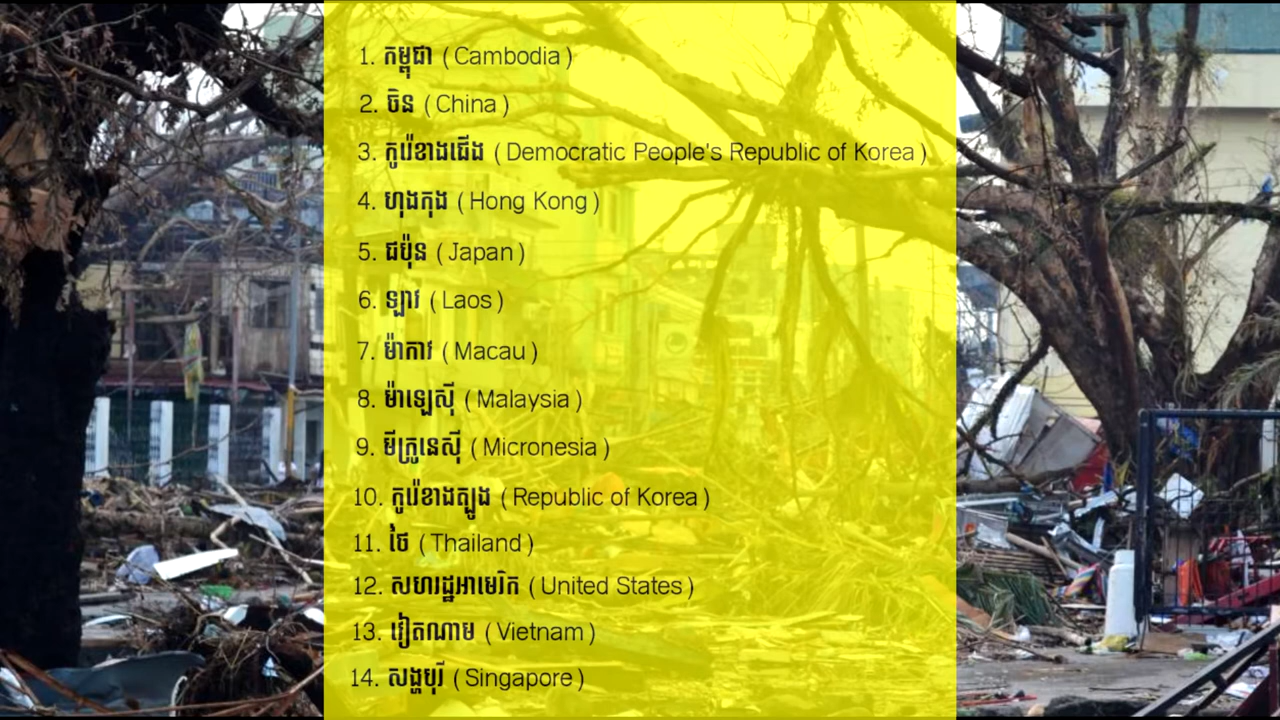 1. កម្ពុជា ( Cambodia )
2. ចិន ( China )
3. កូរ៉េខាងជើង ( Democratic People's Republic of Korea )
4. ហុងកុង ( Hong Kong )
5. ជប៉ុន ( Japan )
6. ឡាវ ( Laos )
7. ម៉ាកាវ ( Macau )
8. ម៉ាឡេស៊ី ( Malaysia )
9. មីក្រូនេស៊ី ( Micronesia )
10. កូរ៉េខាងត្បូង ( Republic of Korea )
11. ថៃ ( Thailand )
12. សហរដ្ឋអាមេរិក ( United States )
13. វៀតណាម ( Vietnam )
14. សង្ហបុរី ( Singapore )